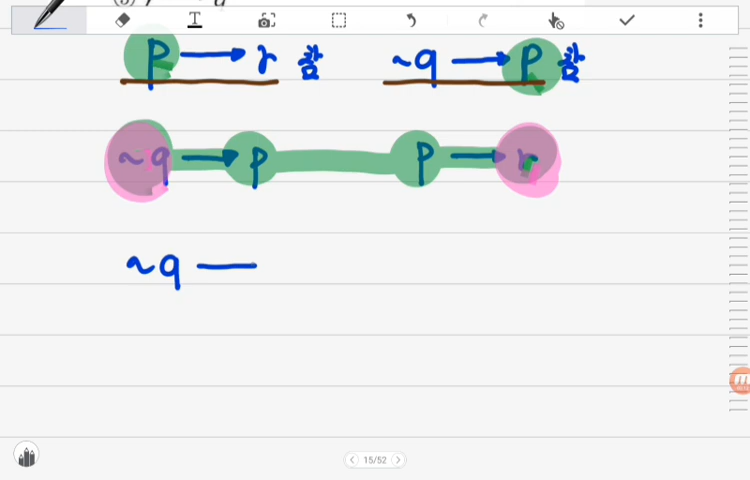 p → r 참 ~q → p 참
~q → p p → r
~q —
15/52